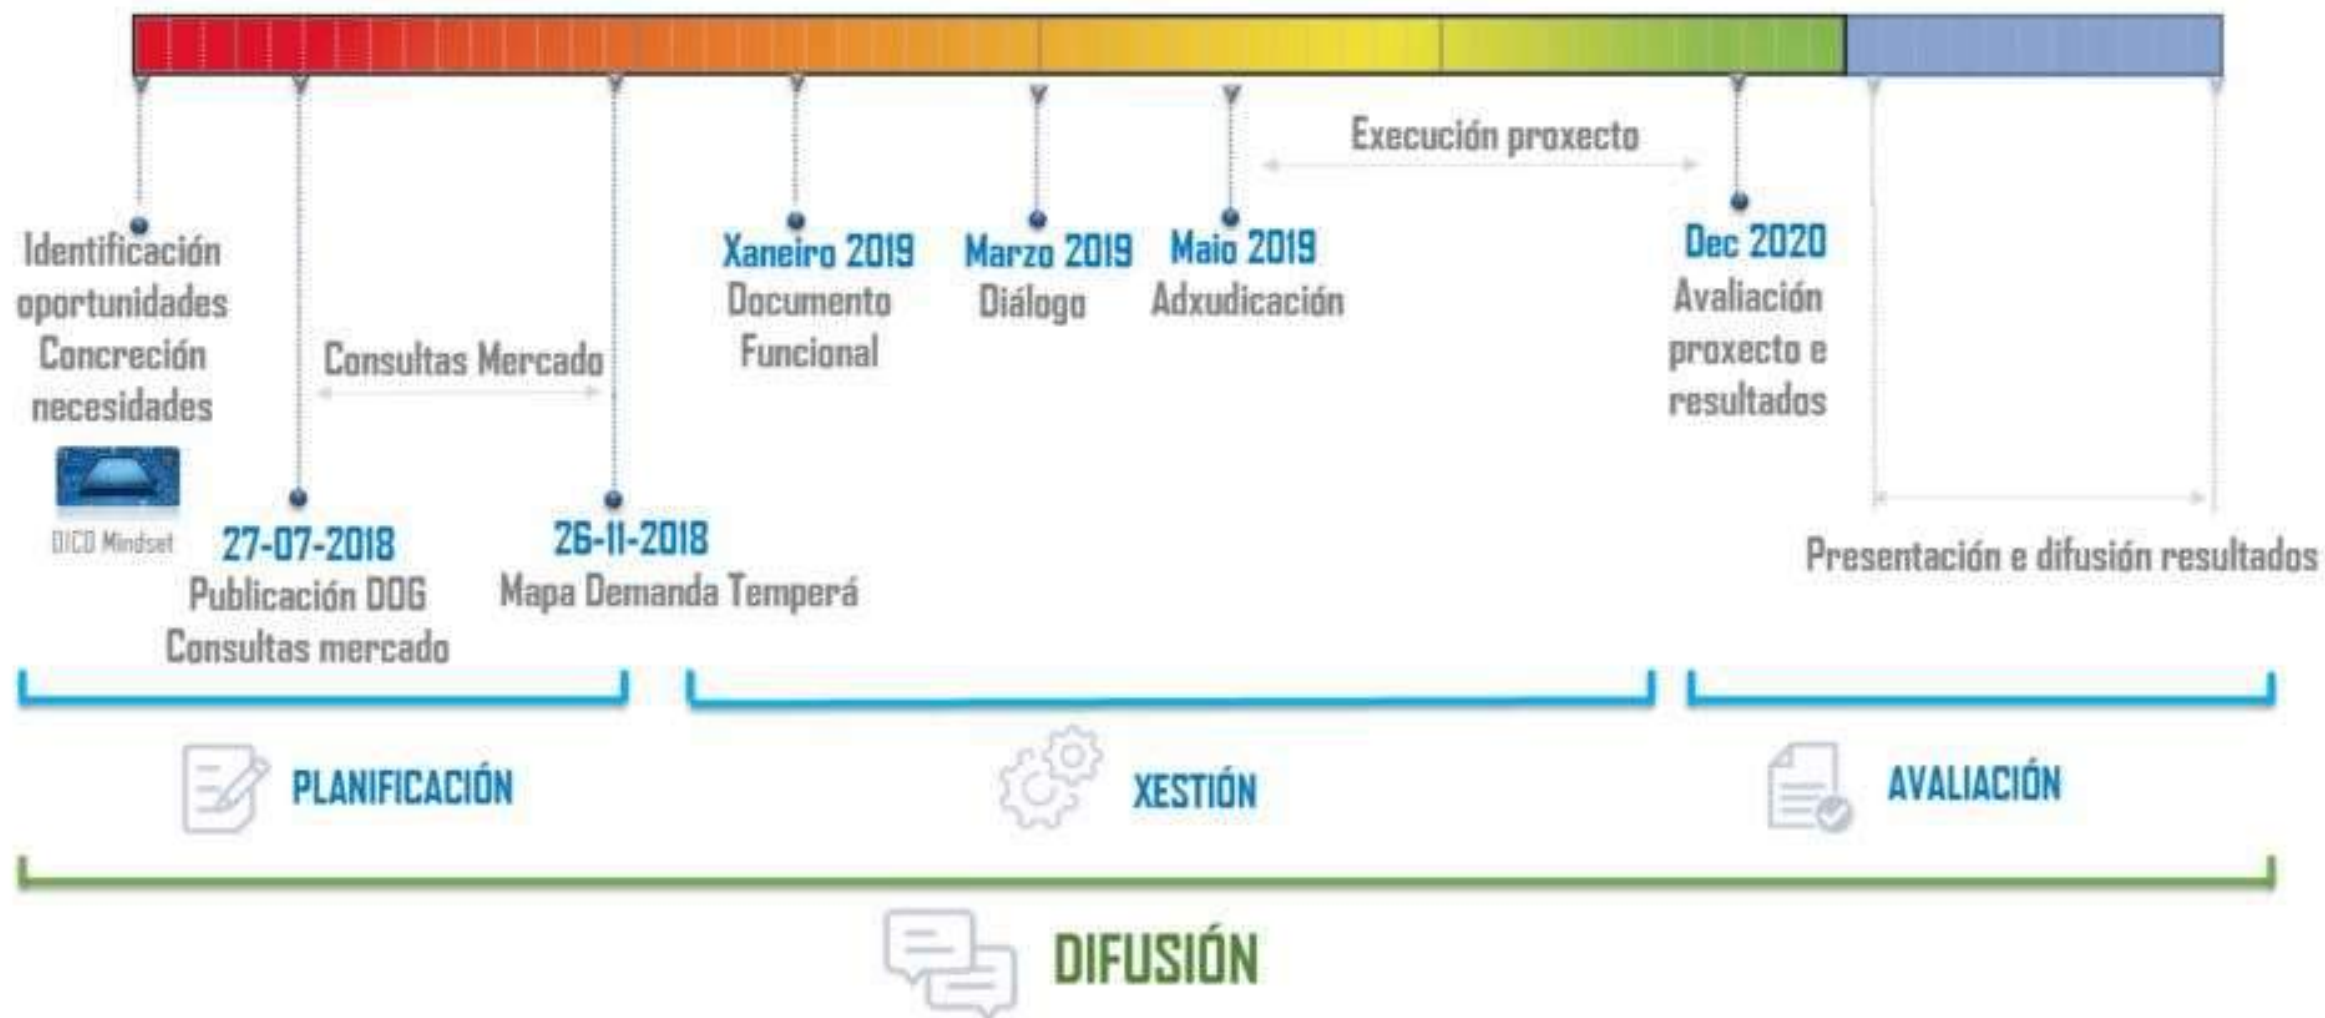 Execución proxecto
Identificación
oportunidades
Concreción
necesidades
Xaneiro 2019
Documento
Funcional
Marzo 2019
Diálogo
Maio 2019
Adxudicación
Dec 2020
Avaliación
proxecto e
resultados
Consultas Mercado
Mindset
27-07-2018
Publicación DOG
Consultas mercado
26-11-2018
Mapa Demanda Temperá
Presentación e difusión resultados
PLANIFICACIÓN
XESTIÓN
AVALIACIÓN
DIFUSIÓN